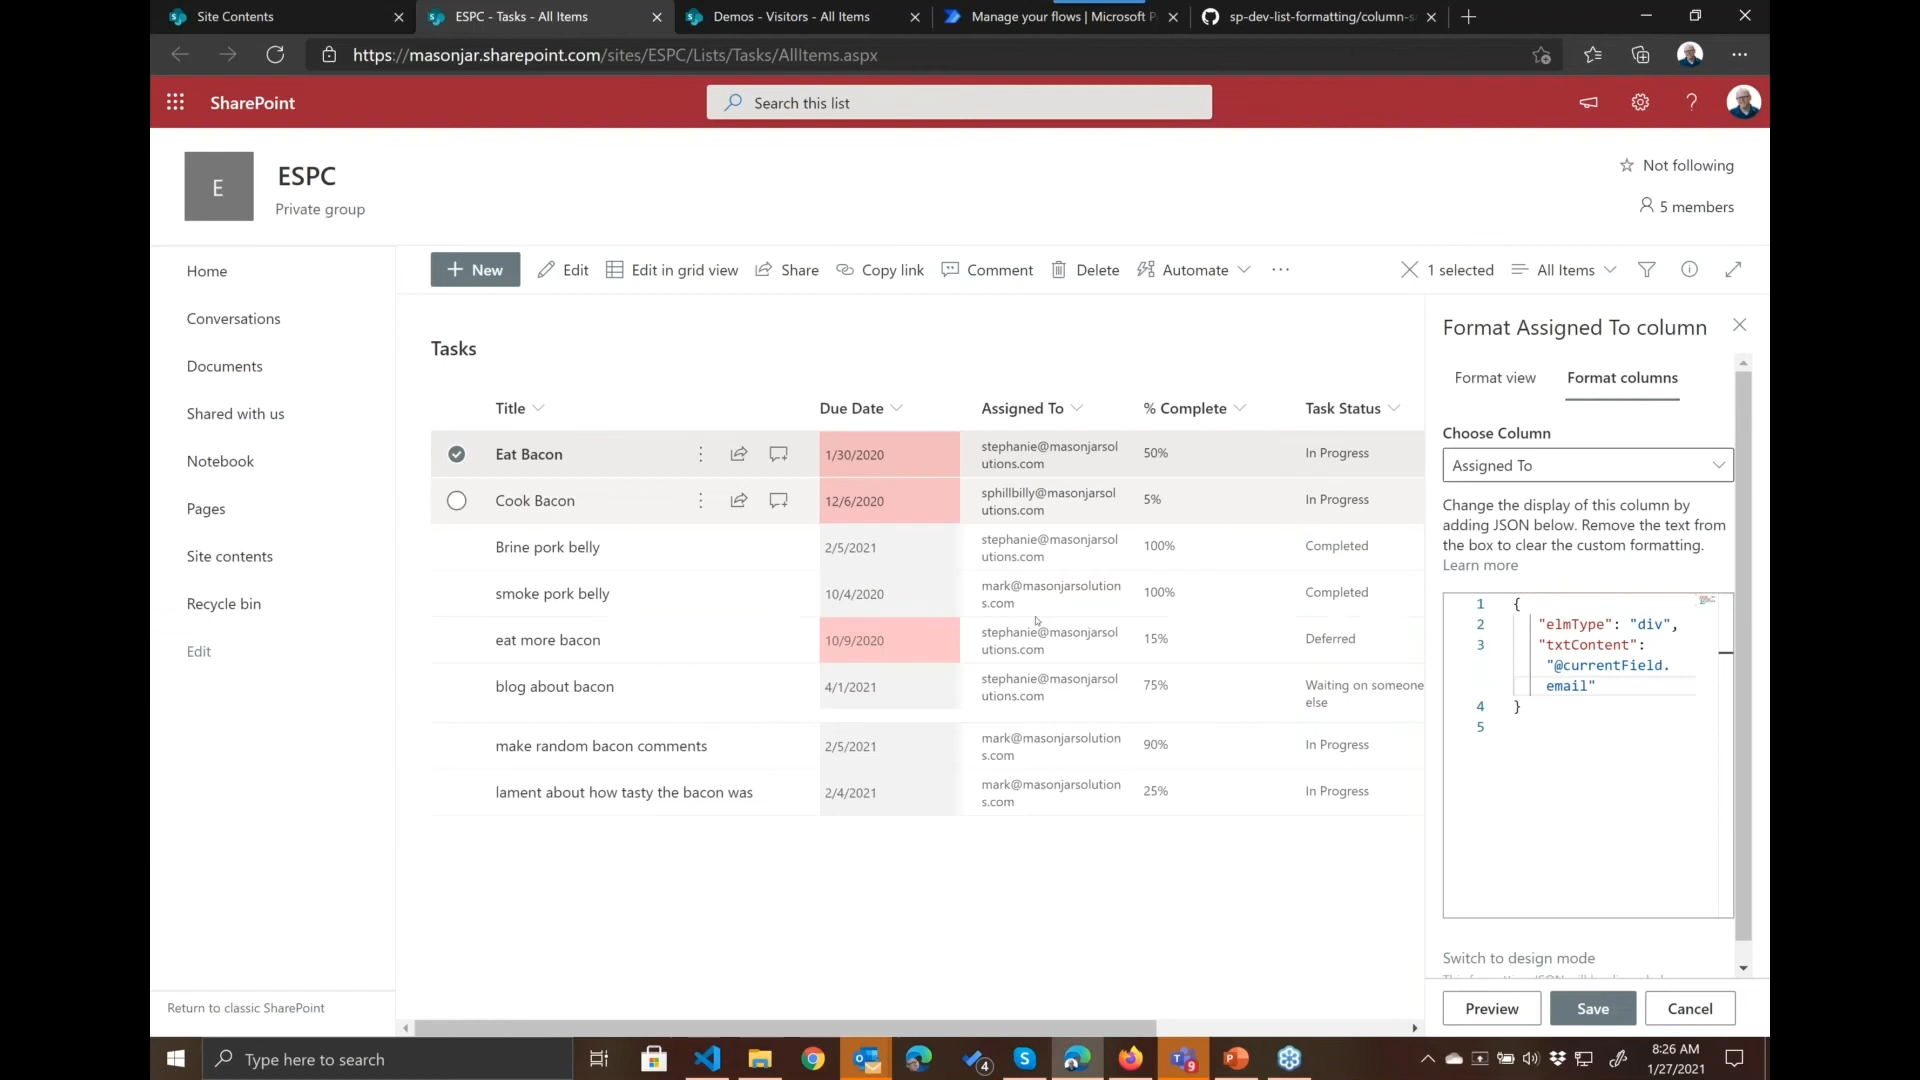 Site Contents
ESPC - Tasks - All Items
Demos - Visitors - All Items
Manage your flows | Microsoft P
sp-dev-list-formatting/column-s
https://masonjar.sharepoint.com/sites/ESPC/Lists/Tasks/AllItems.aspx
SharePoint
Search this list
E
ESPC
Private group
Not following
5 members
Home
Conversations
Documents
Shared with us
Notebook
Pages
Site contents
Recycle bin
Edit
Return to classic SharePoint
New
Edit
Edit in grid view
Share
Copy link
Comment
Delete
Automate
1 selected
All Items
Tasks
Title Due Date Assigned To % Complete Task Status
Eat Bacon 1/30/2020 stephanie@masonjarsol 50% In Progress
utions.com
Cook Bacon 12/6/2020 sphillbilly@masonjarsol 5% In Progress
utions.com
Brine pork belly 2/5/2021 stephanie@masonjarsol 100% Completed
utions.com
smoke pork belly 10/4/2020 mark@masonjarsolution 100% Completed
s.com
eat more bacon 10/9/2020 stephanie@masonjarsol 15% Deferred
utions.com
blog about bacon 4/1/2021 stephanie@masonjarsol 75% Waiting on someone
utions.com else
make random bacon comments 2/5/2021 mark@masonjarsolution 90% In Progress
s.com
lament about how tasty the bacon was 2/4/2021 mark@masonjarsolution 25% In Progress
s.com
Format Assigned To column
Format view Format columns
Choose Column
Assigned To
Change the display of this column by
adding JSON below. Remove the text from
the box to clear the custom formatting.
Learn more
1 {
2 "elmType": "div",
3 "txtContent":
"@currentField.
email"
4 }
5
Switch to design mode
Preview
Save
Cancel
Type here to search
4
9
8:26 AM
1/27/2021